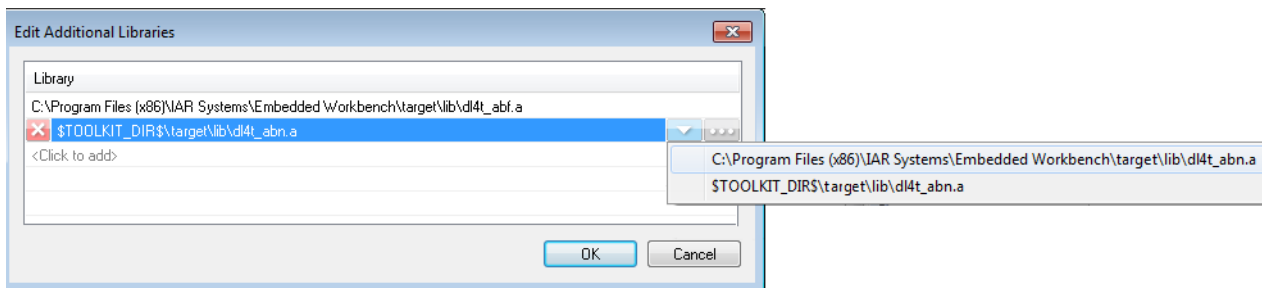 Edit Additional Libraries
Library
C:\Program Files (x86)\IAR Systems\Embedded Workbench\target\lib\dl4t_abf.a
$TOOLKIT_DIR$\target\lib\dl4t_abn.a
<Click to add>
C:\Program Files (x86)\IAR Systems\Embedded Workbench\target\lib\dl4t_abn.a
$TOOLKIT_DIR$\target\lib\dl4t_abn.a
OK Cancel